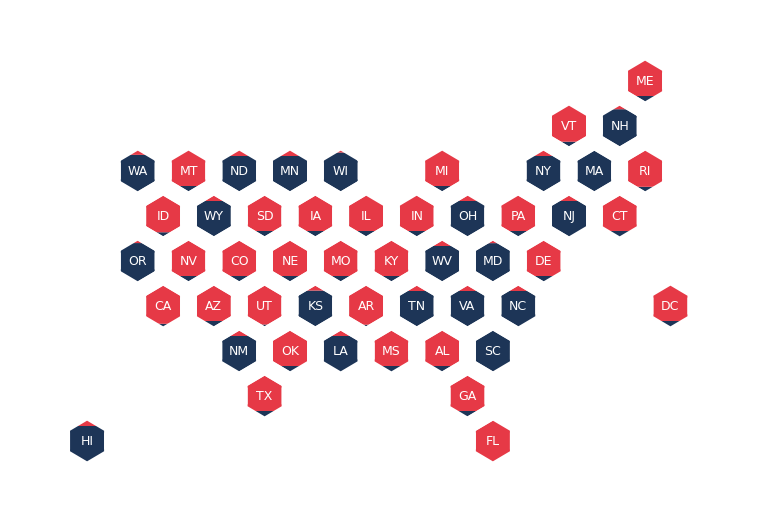 ME
VT NH
WA MT ND MN WI MI NY MA RI
ID WY SD IA IL IN OH PA NJ CT
OR NV CO NE MO KY WV MD DE
CA AZ UT KS AR TN VA NC DC
NM OK LA MS AL SC
TX GA
HI FL